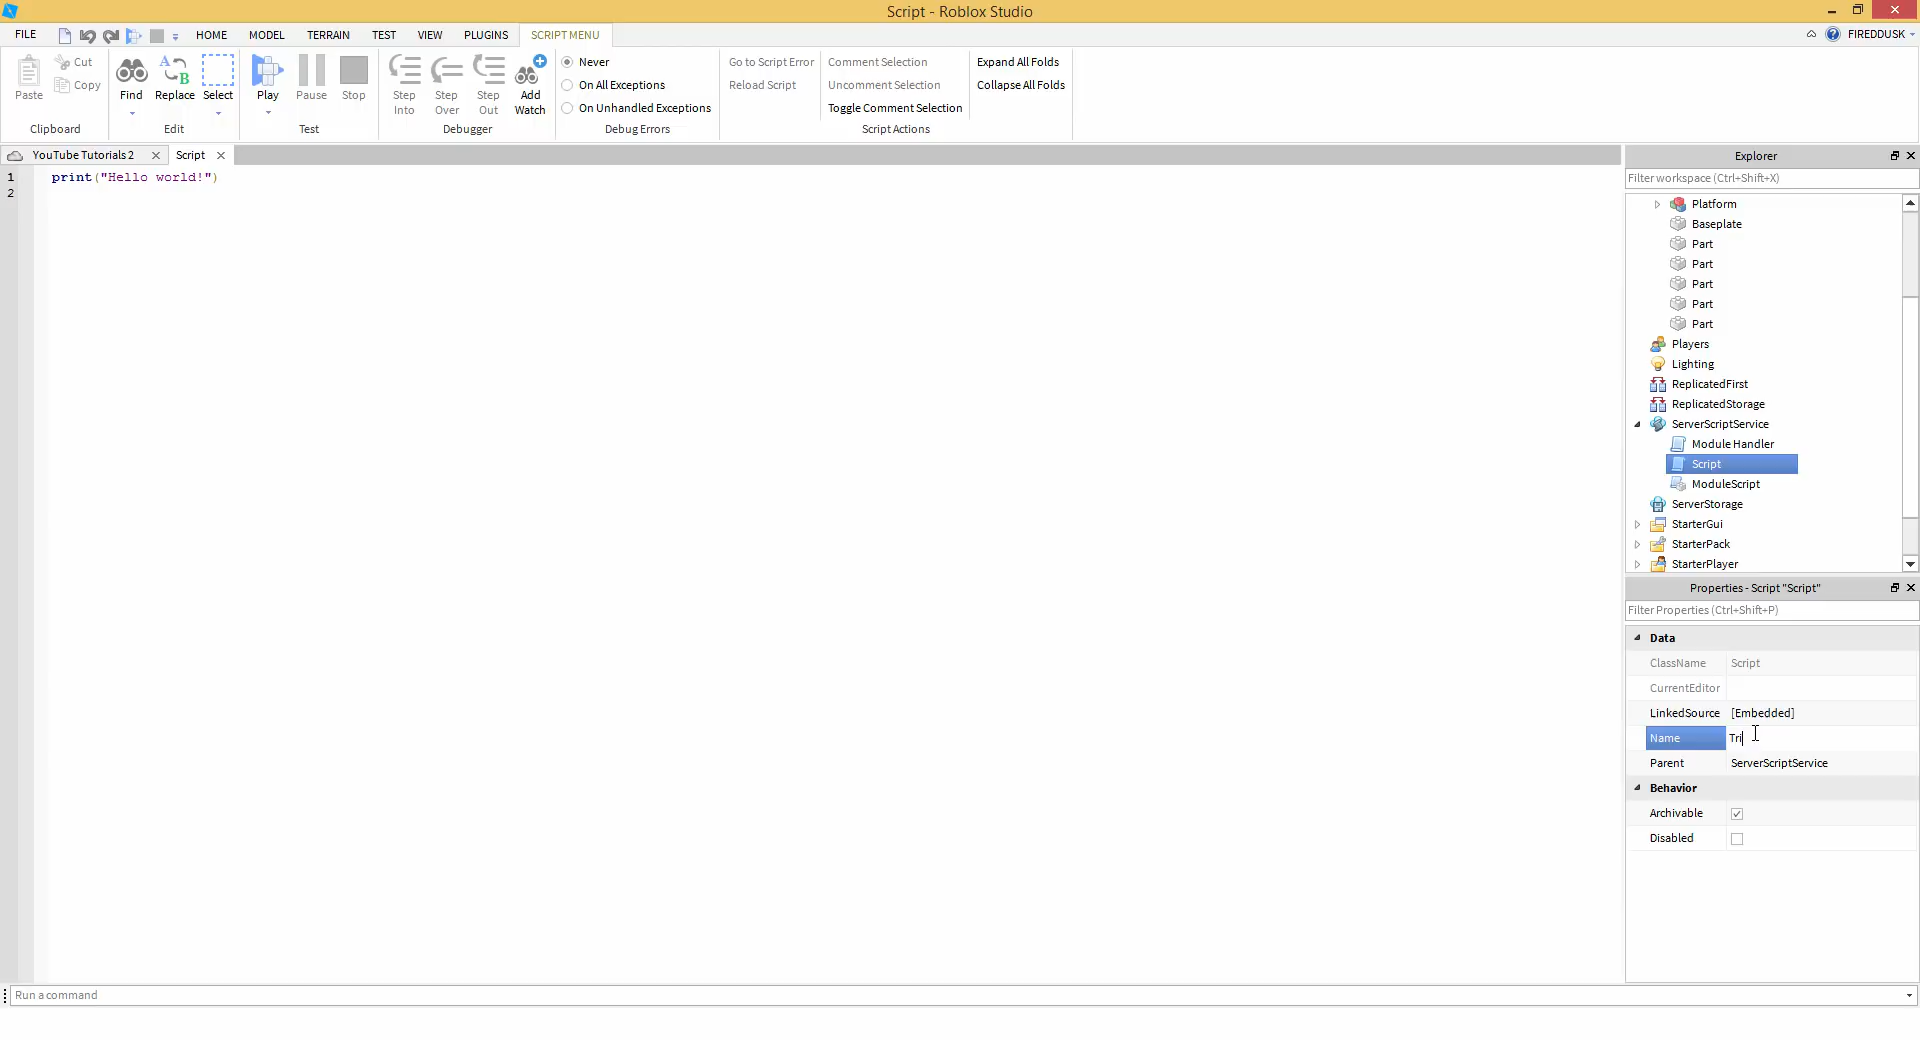 Script - Roblox Studio
FILE HOME MODEL TERRAIN TEST VIEW PLUGINS SCRIPT MENU FIREDDUSK
Paste Cut Copy
Clipboard
Find Replace Select
Edit
Play Pause Stop
Test
Step Into Step Over Step Out Add Watch
Debugger
Never
On All Exceptions
On Unhandled Exceptions
Debug Errors
Go to Script Error
Reload Script
Comment Selection
Uncomment Selection
Toggle Comment Selection
Expand All Folds
Collapse All Folds
Script Actions
YouTube Tutorials 2 Script
1 print("Hello world!")
2
Explorer
Filter workspace (Ctrl+Shift+X)
Platform
Baseplate
Part
Part
Part
Part
Part
Players
Lighting
ReplicatedFirst
ReplicatedStorage
ServerScriptService
Module Handler
Script
ModuleScript
ServerStorage
StarterGui
StarterPack
StarterPlayer
Properties - Script "Script"
Filter Properties (Ctrl+Shift+P)
Data
ClassName Script
CurrentEditor
LinkedSource [Embedded]
Name Tri
Parent ServerScriptService
Behavior
Archivable
Disabled
Run a command